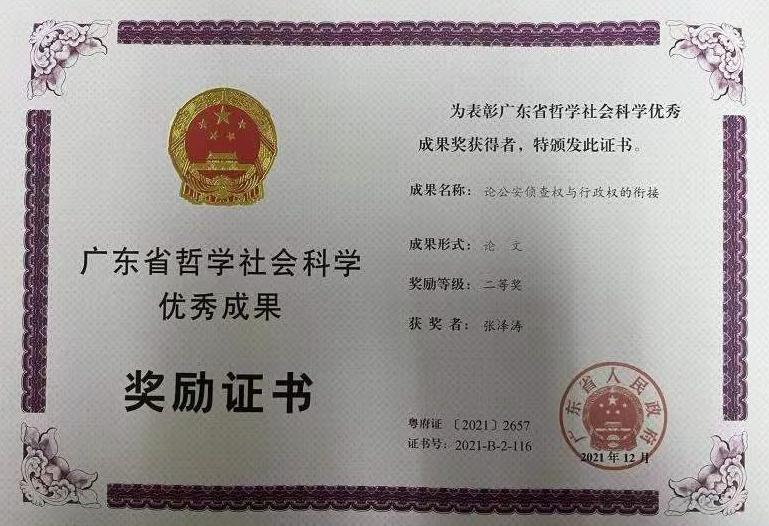 广东省哲学社会科学
优秀成果
奖励证书
为表彰广东省哲学社会科学优秀
成果奖获得者，特颁发此证书。
成果名称：论公安侦查权与行政权的衔接
成果形式：论 文
奖励等级：二等奖
获 奖 者：张泽涛
粤府证〔2021〕2657
证书号：2021-B-2-116
广东省人民政府
2021年12月